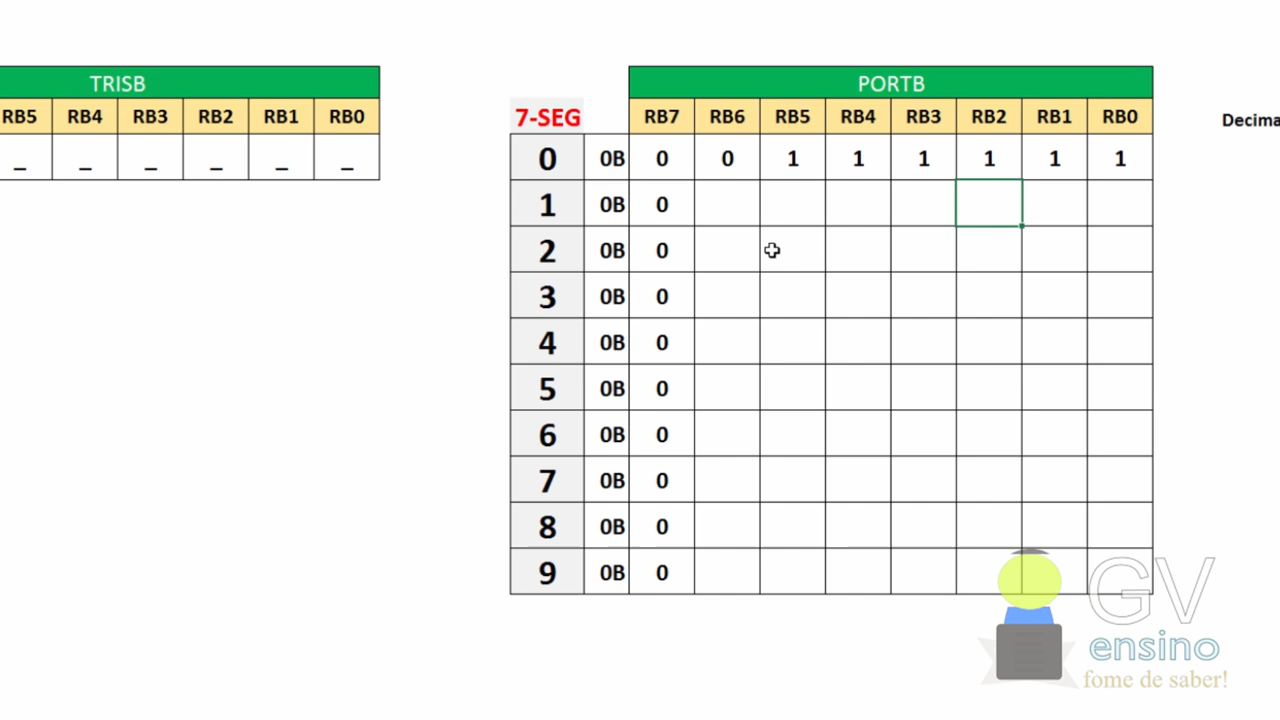 TRISB
RB5 RB4 RB3 RB2 RB1 RB0
_ _ _ _ _ _
PORTB
7-SEG RB7 RB6 RB5 RB4 RB3 RB2 RB1 RB0
0 0B 0 0 1 1 1 1 1 1
1 0B 0
2 0B 0
3 0B 0
4 0B 0
5 0B 0
6 0B 0
7 0B 0
8 0B 0
9 0B 0
Decima
GV
ensino
fome de saber!